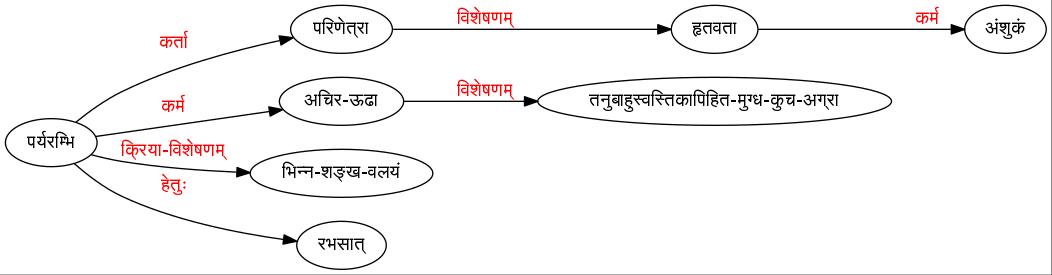 विशेषणम् कर्म
परिणेत्रा हृतवता अंशुकं
कर्ता
विशेषणम्
कर्म अचिर-ऊढा तनुबाहुस्वस्तिकापिहित-मुग्ध-कुच-अग्रा
पर्यरम्भि
क्रिया-विशेषणम्
भिन्न-शङ्ख-वलयं
हेतुः
रभसात्